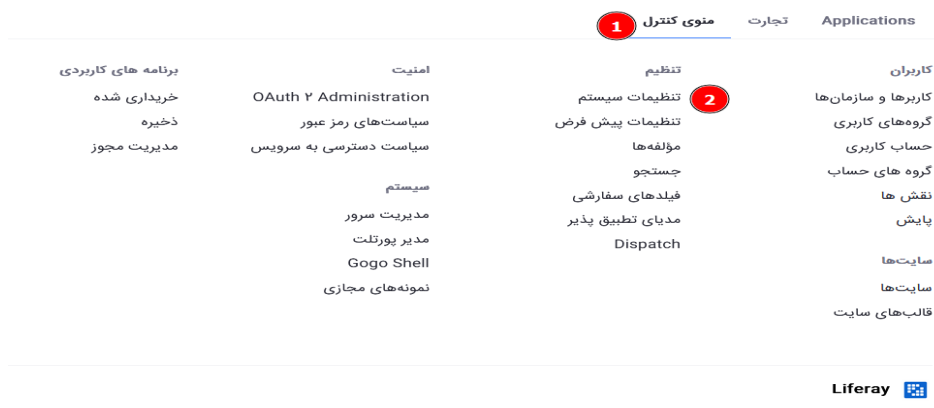 Applications
تجارت
منوی کنترل
1
کاربران
کاربرها و سازمان‌ها
گروه‌های کاربری
حساب کاربری
گروه های حساب
نقش ها
پایش
سایت‌ها
سایت‌ها
قالب‌های سایت
تنظیم
2
تنظیمات سیستم
تنظیمات پیش فرض
مؤلفه‌ها
جستجو
فیلدهای سفارشی
مدیای تطبیق پذیر
Dispatch
امنیت
OAuth ۲ Administration
سیاست‌های رمز عبور
سیاست دسترسی به سرویس
سیستم
مدیریت سرور
مدیر پورتلت
Gogo Shell
نمونه‌های مجازی
برنامه های کاربردی
خریداری شده
ذخیره
مدیریت مجوز
Liferay